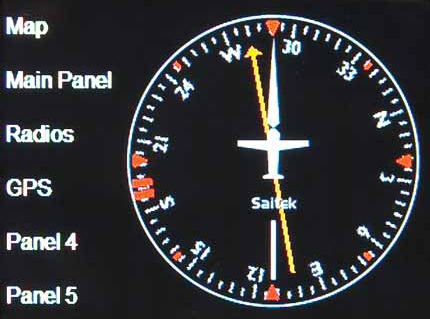 Map
Main Panel
Radios
GPS
Panel 4
Panel 5
30
33
N
3
6
E
12
15
S
21
24
W
Saitek